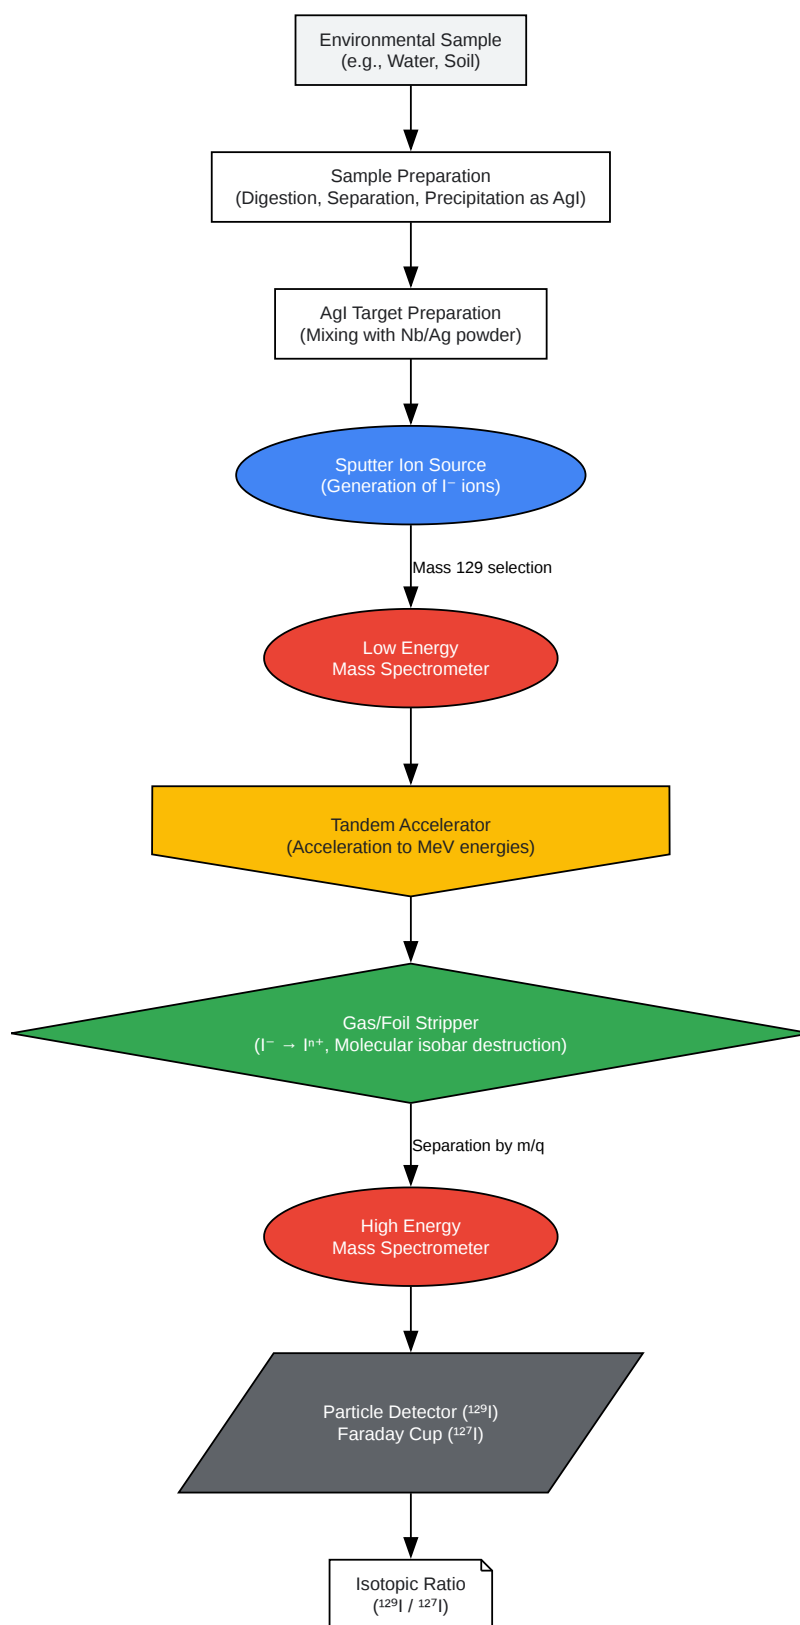 Environmental Sample
(e.g., Water, Soil)
Sample Preparation
(Digestion, Separation, Precipitation as AgI)
AgI Target Preparation
(Mixing with Nb/Ag powder)
Sputter Ion Source
(Generation of I⁻ ions)
Mass 129 selection
Low Energy
Mass Spectrometer
Tandem Accelerator
(Acceleration to MeV energies)
Gas/Foil Stripper
(I⁻ → Iⁿ⁺, Molecular isobar destruction)
Separation by m/q
High Energy
Mass Spectrometer
Particle Detector (¹²⁹I)
Faraday Cup (¹²⁷I)
Isotopic Ratio
(¹²⁹I / ¹²⁷I)